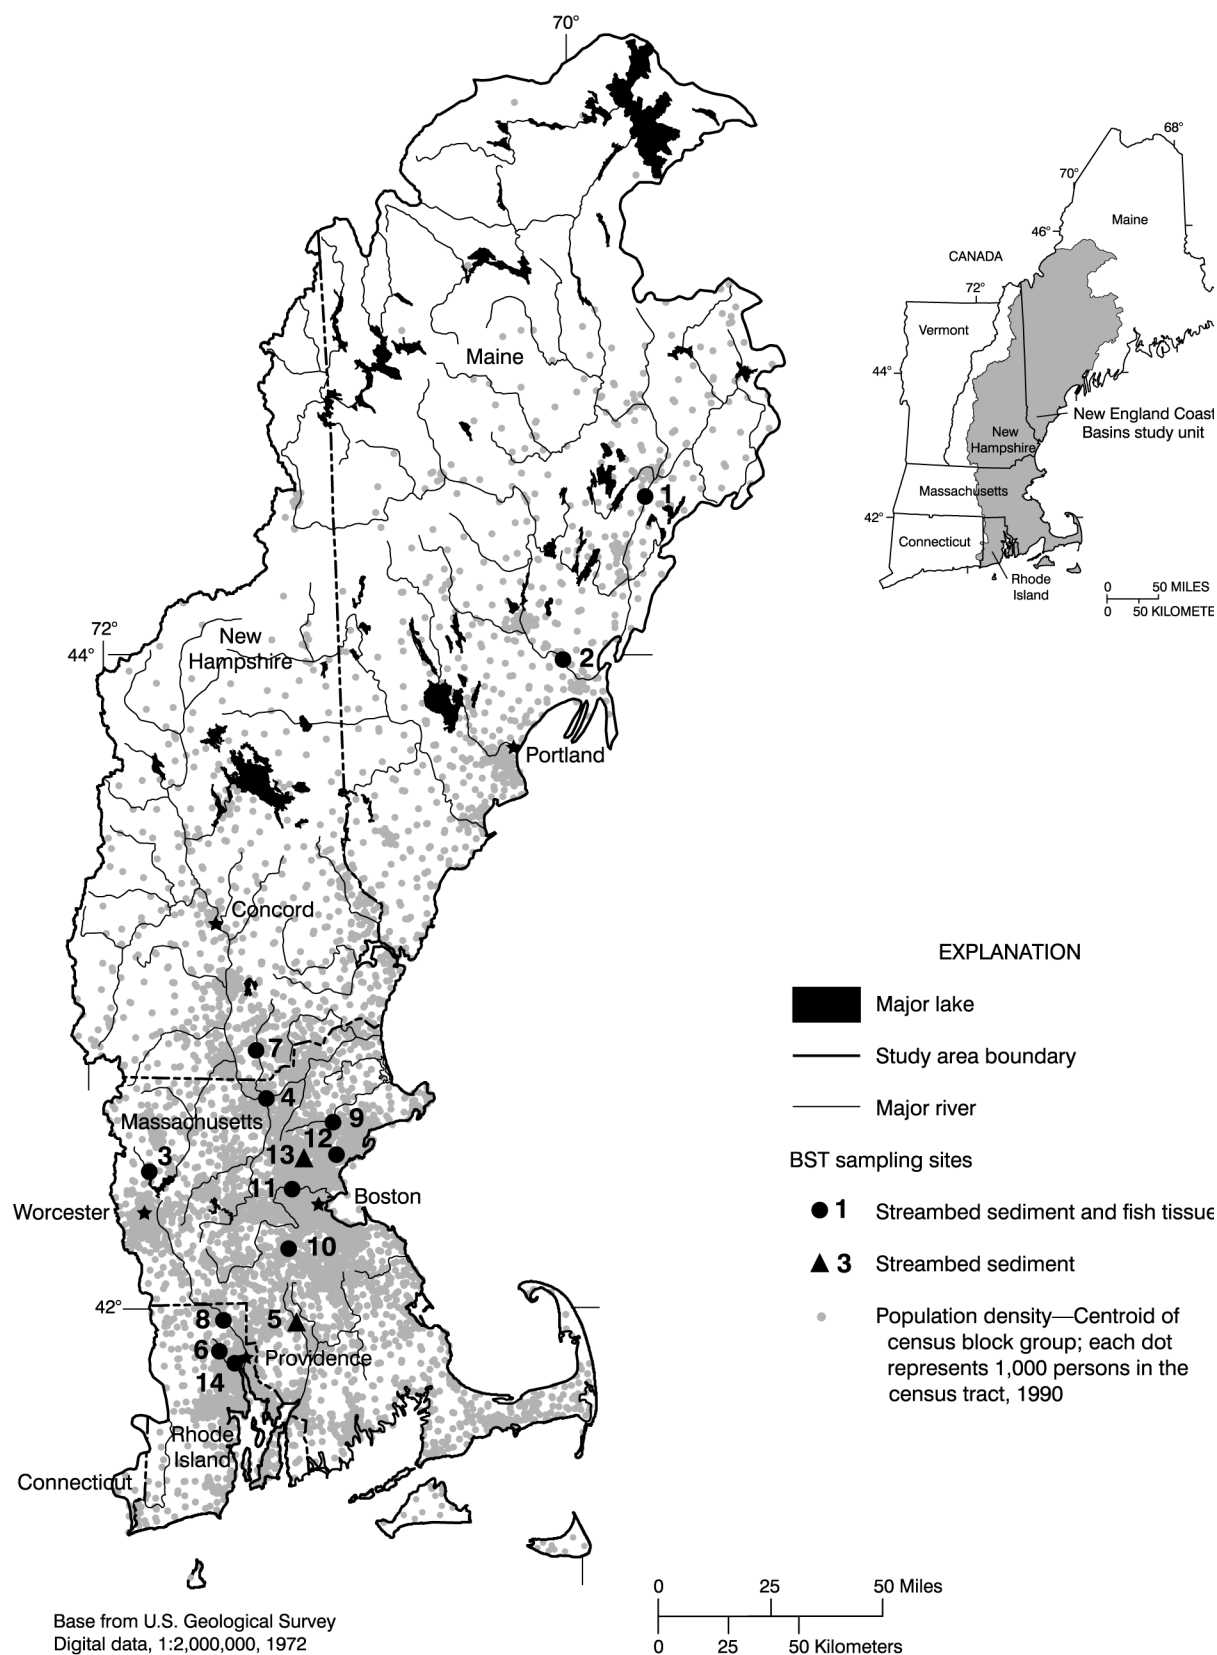 70°
68°
70°
Maine
46°
CANADA
72°
Vermont
44°
New England Coast
Basins study unit
New
Hampshire
Massachusetts
42°
Connecticut
Rhode
Island
0 50 MILES
0 50 KILOMETE
Maine
1
72°
44°
New
Hampshire
2
Portland
Concord
7
4
Massachusetts
9
12
13
3
11
Boston
Worcester
10
42°
8
5
6
Providence
14
Rhode
Island
Connecticut
EXPLANATION
Major lake
Study area boundary
Major river
BST sampling sites
1 Streambed sediment and fish tissue
3 Streambed sediment
Population density—Centroid of
census block group; each dot
represents 1,000 persons in the
census tract, 1990
0 25 50 Miles
0 25 50 Kilometers
Base from U.S. Geological Survey
Digital data, 1:2,000,000, 1972